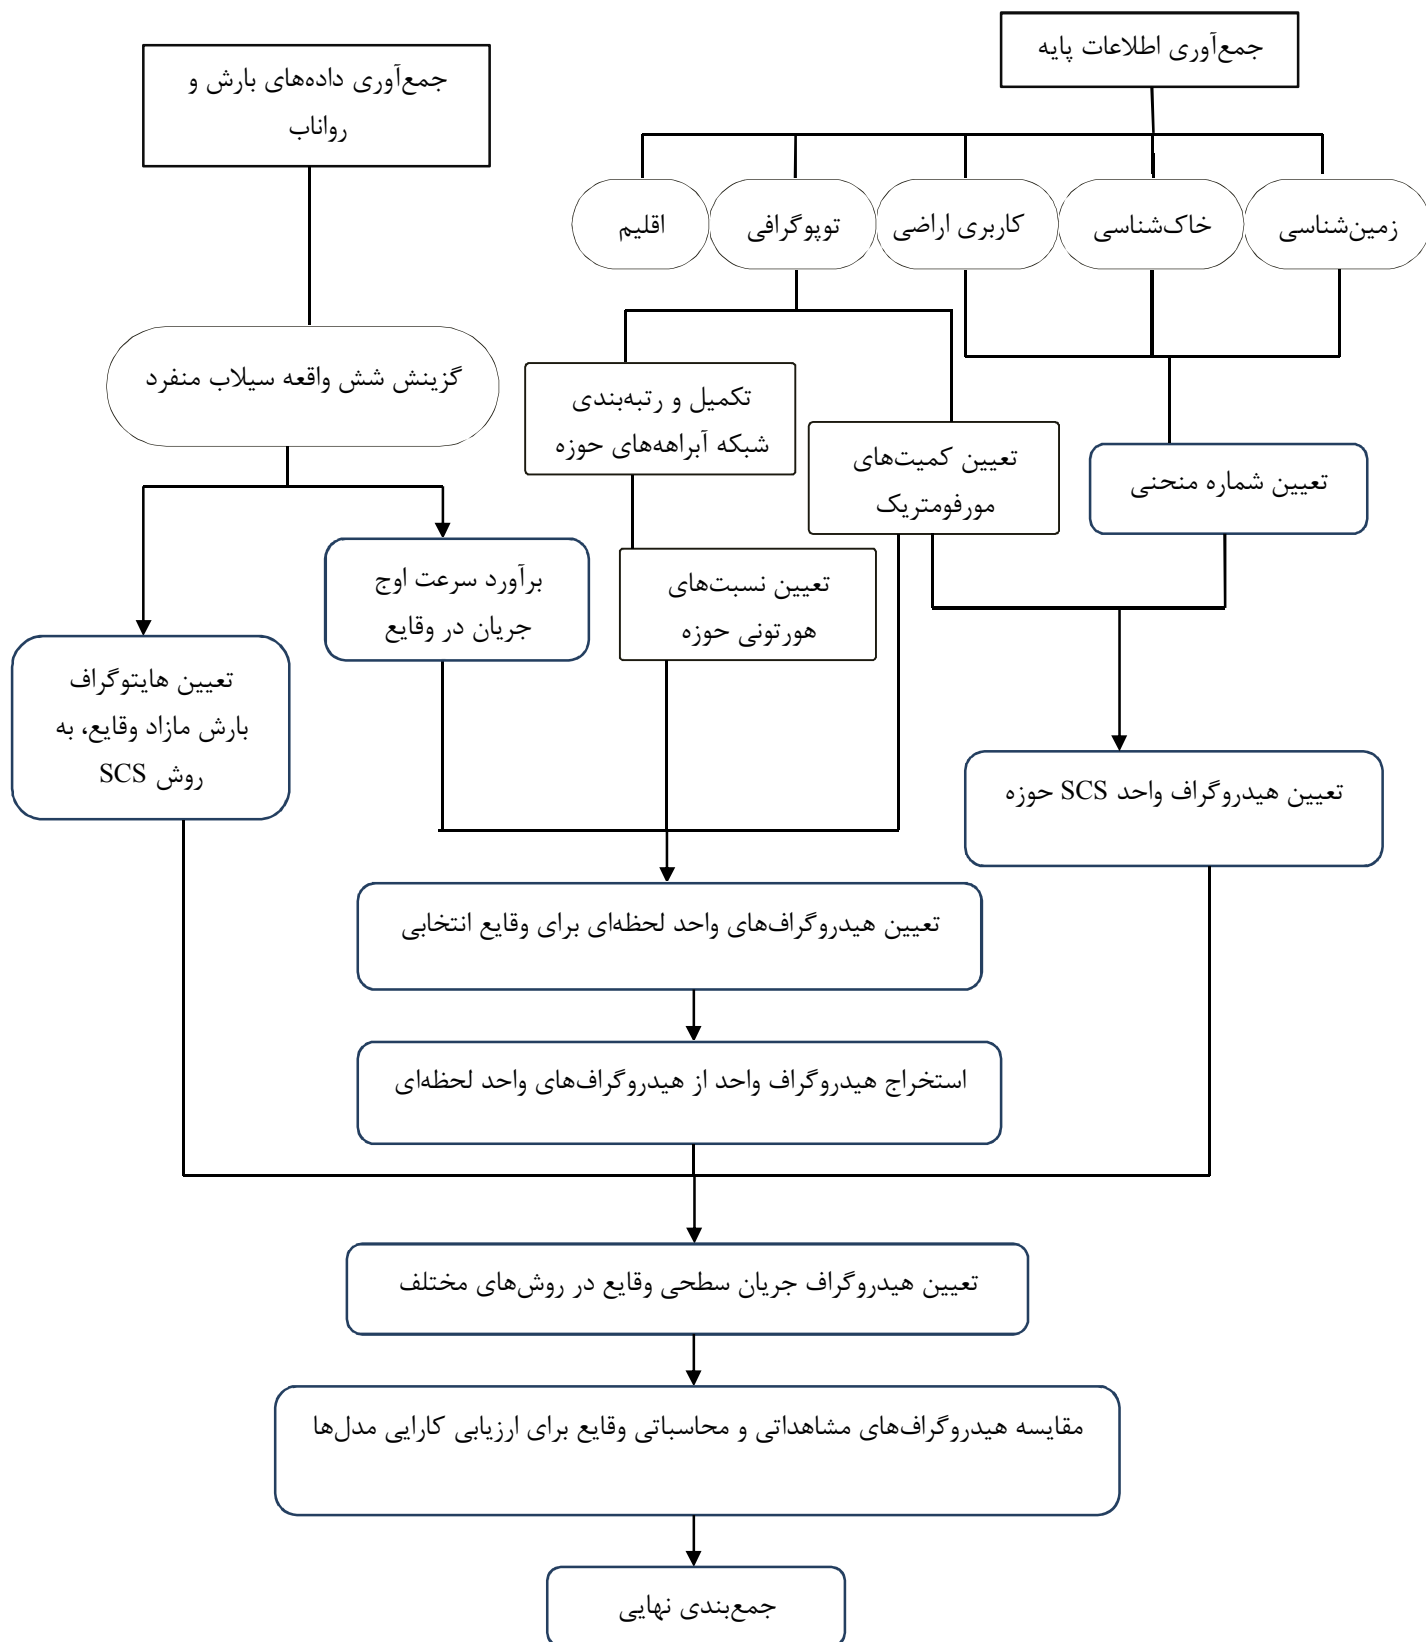 جمع‌آوری اطلاعات پایه
جمع‌آوری داده‌های بارش و
رواناب
زمین‌شناسی
خاک‌شناسی
کاربری اراضی
توپوگرافی
اقلیم
گزینش شش واقعه سیلاب منفرد
تکمیل و رتبه‌بندی
شبکه آبراهه‌های حوزه
تعیین کمیت‌های
مورفومتریک
تعیین شماره منحنی
برآورد سرعت اوج
جریان در وقایع
تعیین نسبت‌های
هورتونی حوزه
تعیین هایتوگراف
بارش مازاد وقایع، به
روش SCS
تعیین هیدروگراف واحد SCS حوزه
تعیین هیدروگراف‌های واحد لحظه‌ای برای وقایع انتخابی
استخراج هیدروگراف واحد از هیدروگراف‌های واحد لحظه‌ای
تعیین هیدروگراف جریان سطحی وقایع در روش‌های مختلف
مقایسه هیدروگراف‌های مشاهداتی و محاسباتی وقایع برای ارزیابی کارایی مدل‌ها
جمع‌بندی نهایی